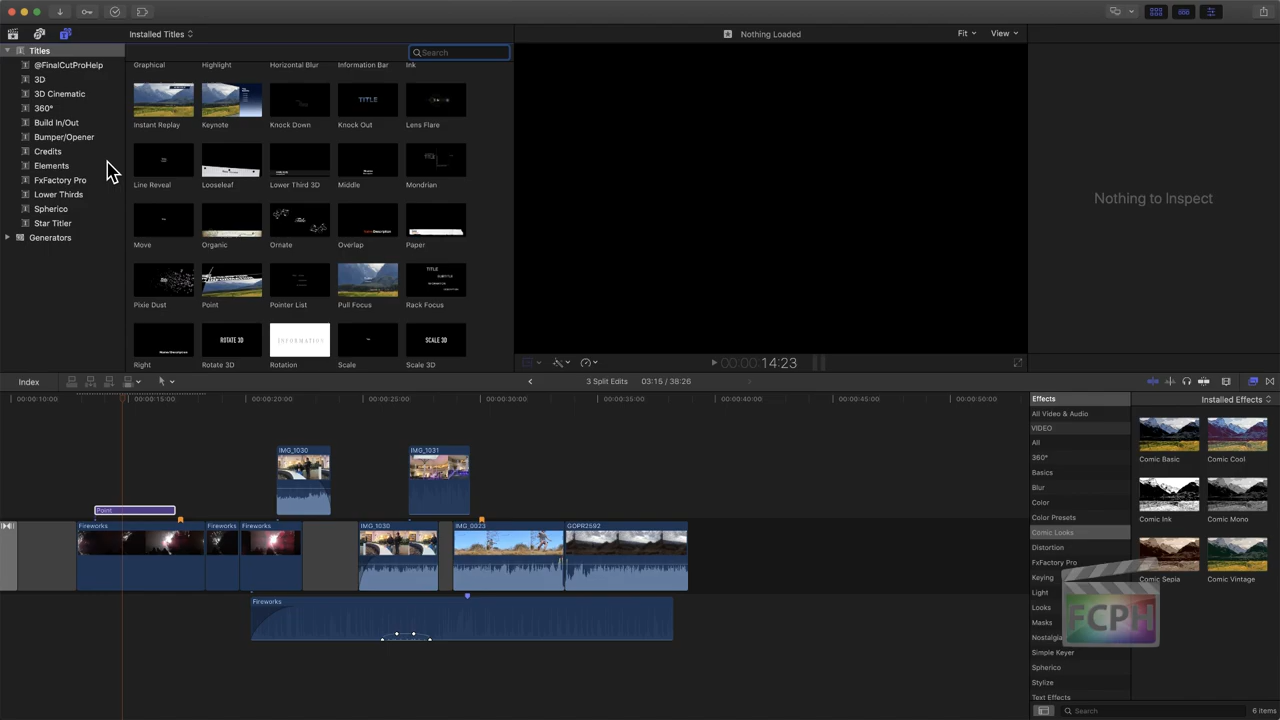 Installed Titles
Nothing Loaded
Fit
View
Titles
@FinalCutProHelp
3D
3D Cinematic
360°
Build In/Out
Bumper/Opener
Credits
Elements
FxFactory Pro
Lower Thirds
Spherico
Star Titler
Generators
Search
Graphical
Highlight
Horizontal Blur
Information Bar
Ink
Instant Replay
Keynote
Knock Down
TITLE
Knock Out
Lens Flare
Line Reveal
Looseleaf
Lower Third 3D
Middle
Mondrian
Move
Organic
Ornate
Overlap
Paper
Pixie Dust
Point
Pointer List
Pull Focus
TITLE
SUBTITLE
Rack Focus
Right
ROTATE 3D
Rotate 3D
INFORMATION
Rotation
Scale
SCALE 3D
Scale 3D
00:00:14:23
Nothing to Inspect
Index
3 Split Edits
03:15 / 38:26
00:00:10:00
00:00:15:00
00:00:20:00
00:00:25:00
00:00:30:00
00:00:35:00
00:00:40:00
00:00:45:00
00:00:50:00
IMG_1030
IMG_1031
Point
Fireworks
Fireworks
Fireworks
IMG_1030
IMG_0023
GOPR2592
Fireworks
Effects
Installed Effects
All Video & Audio
VIDEO
All
360°
Basics
Blur
Color
Color Presets
Comic Looks
Distortion
FxFactory Pro
Keying
Light
Looks
Masks
Nostalgia
Simple Keyer
Spherico
Stylize
Text Effects
Comic Basic
Comic Cool
Comic Ink
Comic Mono
Comic Sepia
Comic Vintage
FCPH
Search
6 items